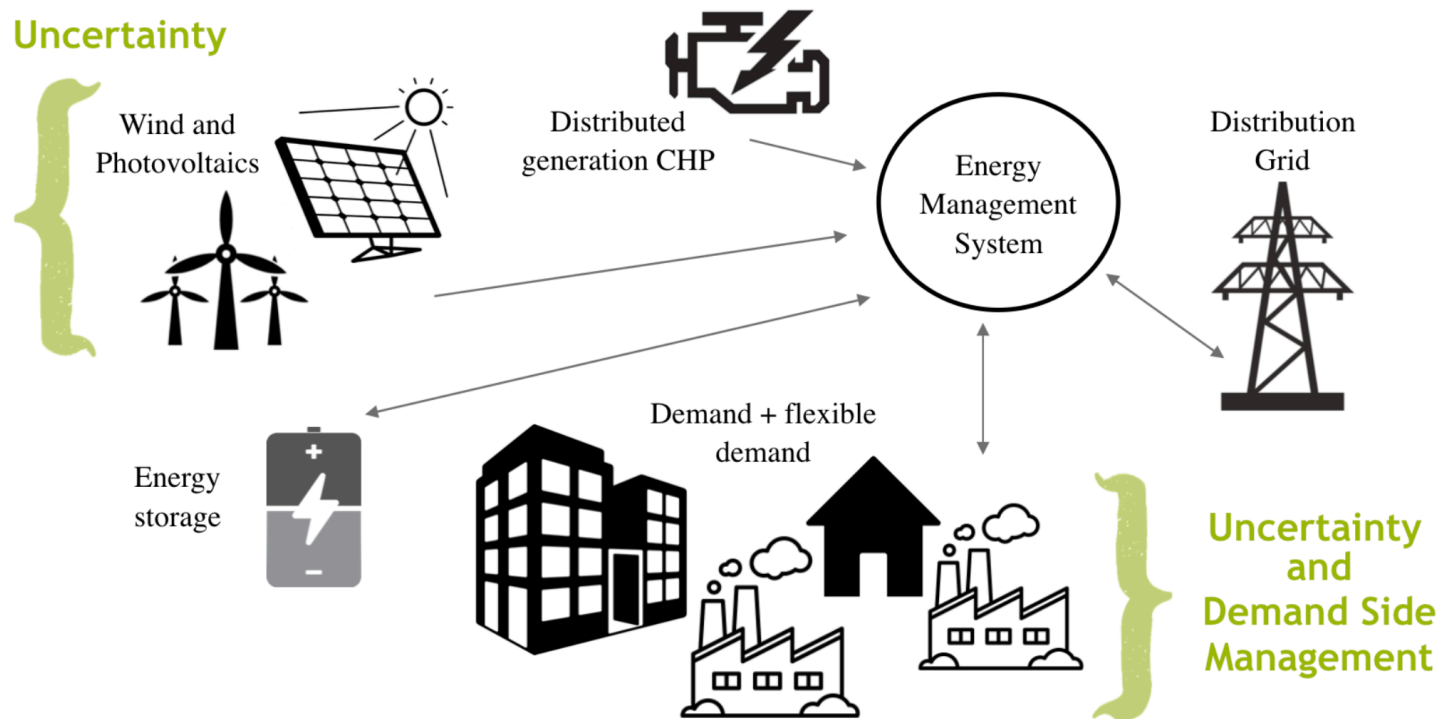 Uncertainty
Wind and
Photovoltaics
Distributed
generation CHP
Energy
Management
System
Distribution
Grid
Energy
storage
+
–
Demand + flexible
demand
Uncertainty
and
Demand Side
Management